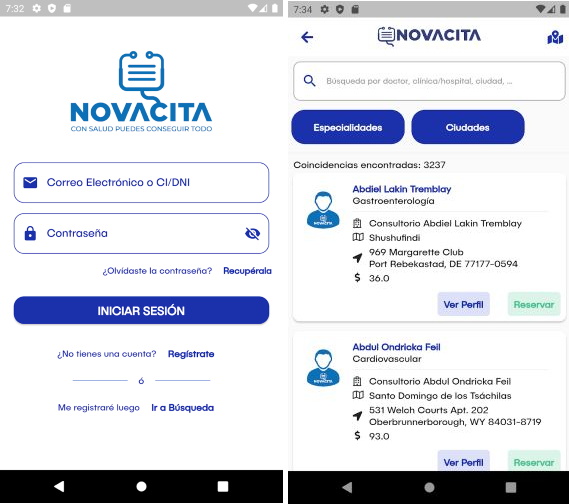 7:32
NOVACITA
CON SALUD PUEDES CONSEGUIR TODO
Correo Electrónico o CI/DNI
Contraseña
¿Olvidaste la contraseña? Recupérala
INICIAR SESIÓN
¿No tienes una cuenta? Regístrate
ó
Me registraré luego Ir a Búsqueda
7:34
NOVACITA
Búsqueda por doctor, clínica/hospital, ciudad, ...
Especialidades Ciudades
Coincidencias encontradas: 3237
Abdiel Lakin Tremblay
Gastroenterología
NOVACITA
Consultorio Abdiel Lakin Tremblay
Shushufindi
969 Margarette Club
Port Rebekastad, DE 77177-0594
$ 36.0
Ver Perfil Reservar
Abdul Ondricka Feil
Cardiovascular
NOVACITA
Consultorio Abdul Ondricka Feil
Santo Domingo de los Tsáchilas
531 Welch Courts Apt. 202
Oberbrunnerborough, WY 84031-8719
$ 93.0
Ver Perfil Reservar